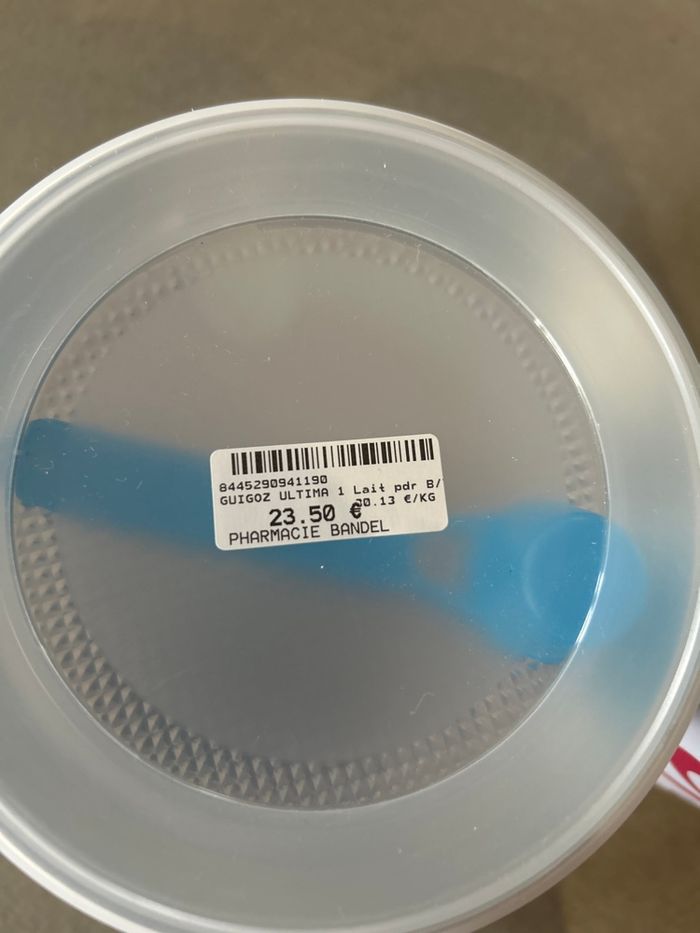 8445290941190
GUIGOZ ULTIMA 1 Lait pdr B/
23.50 € 30.13 €/KG
PHARMACIE BANDEL